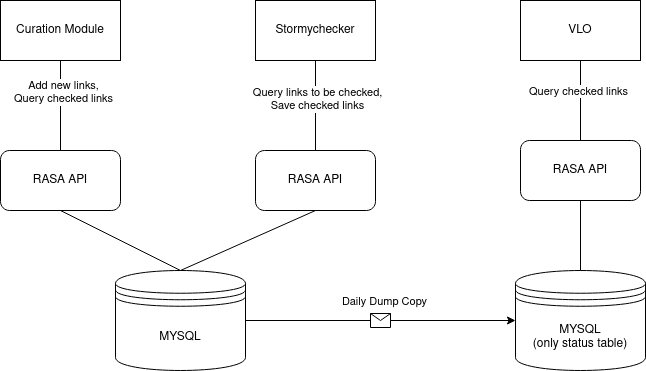 Curation Module
Stormychecker
VLO
Add new links,
Query checked links
Query links to be checked,
Save checked links
Query checked links
RASA API
RASA API
RASA API
Daily Dump Copy
MYSQL
MYSQL
(only status table)